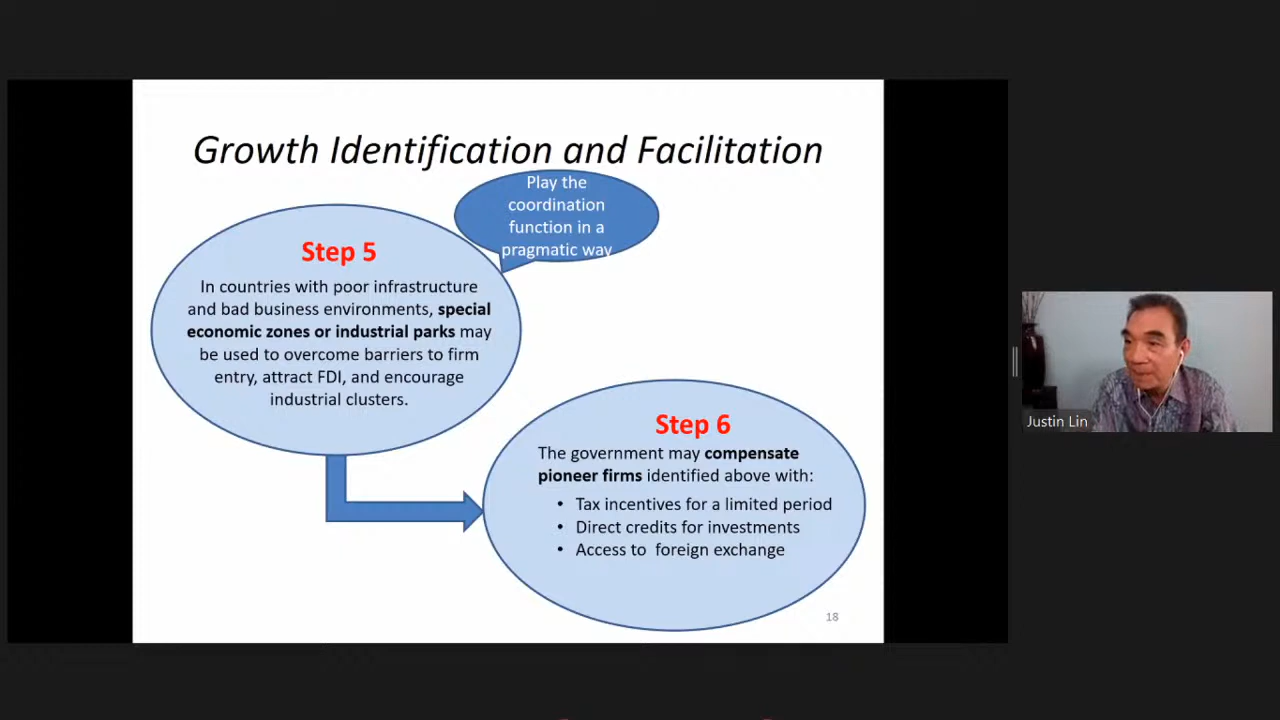 Growth Identification and Facilitation
Play the
coordination
function in a
pragmatic way
Step 5
In countries with poor infrastructure
and bad business environments, special
economic zones or industrial parks may
be used to overcome barriers to firm
entry, attract FDI, and encourage
industrial clusters.
Step 6
The government may compensate
pioneer firms identified above with:
• Tax incentives for a limited period
• Direct credits for investments
• Access to  foreign exchange
18
Justin Lin